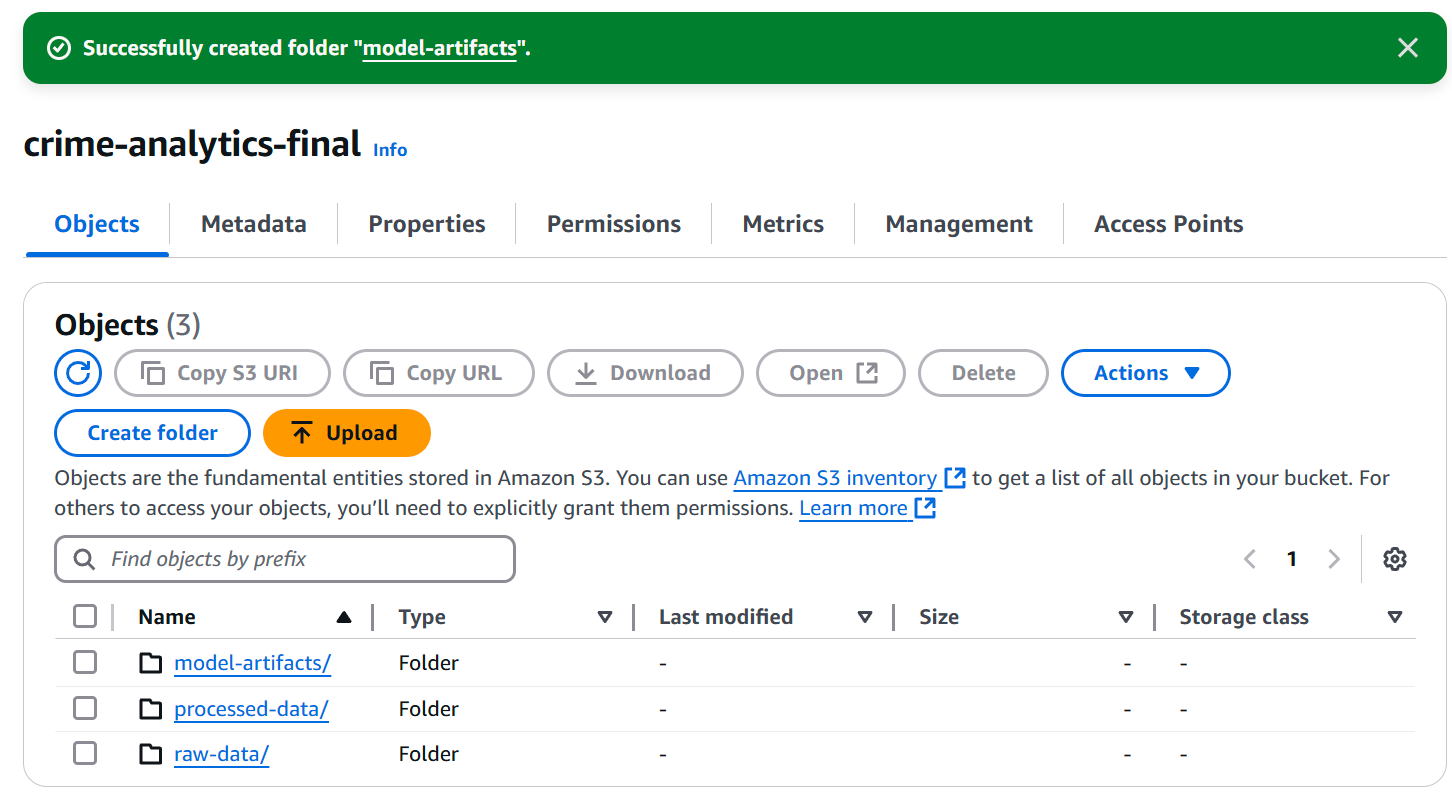 Successfully created folder "model-artifacts".
crime-analytics-final Info
Objects Metadata Properties Permissions Metrics Management Access Points
Objects (3)
Copy S3 URI Copy URL Download Open Delete Actions
Create folder Upload
Objects are the fundamental entities stored in Amazon S3. You can use Amazon S3 inventory to get a list of all objects in your bucket. For
others to access your objects, you’ll need to explicitly grant them permissions. Learn more
Find objects by prefix 1
Name Type Last modified Size Storage class
model-artifacts/ Folder - - -
processed-data/ Folder - - -
raw-data/ Folder - - -